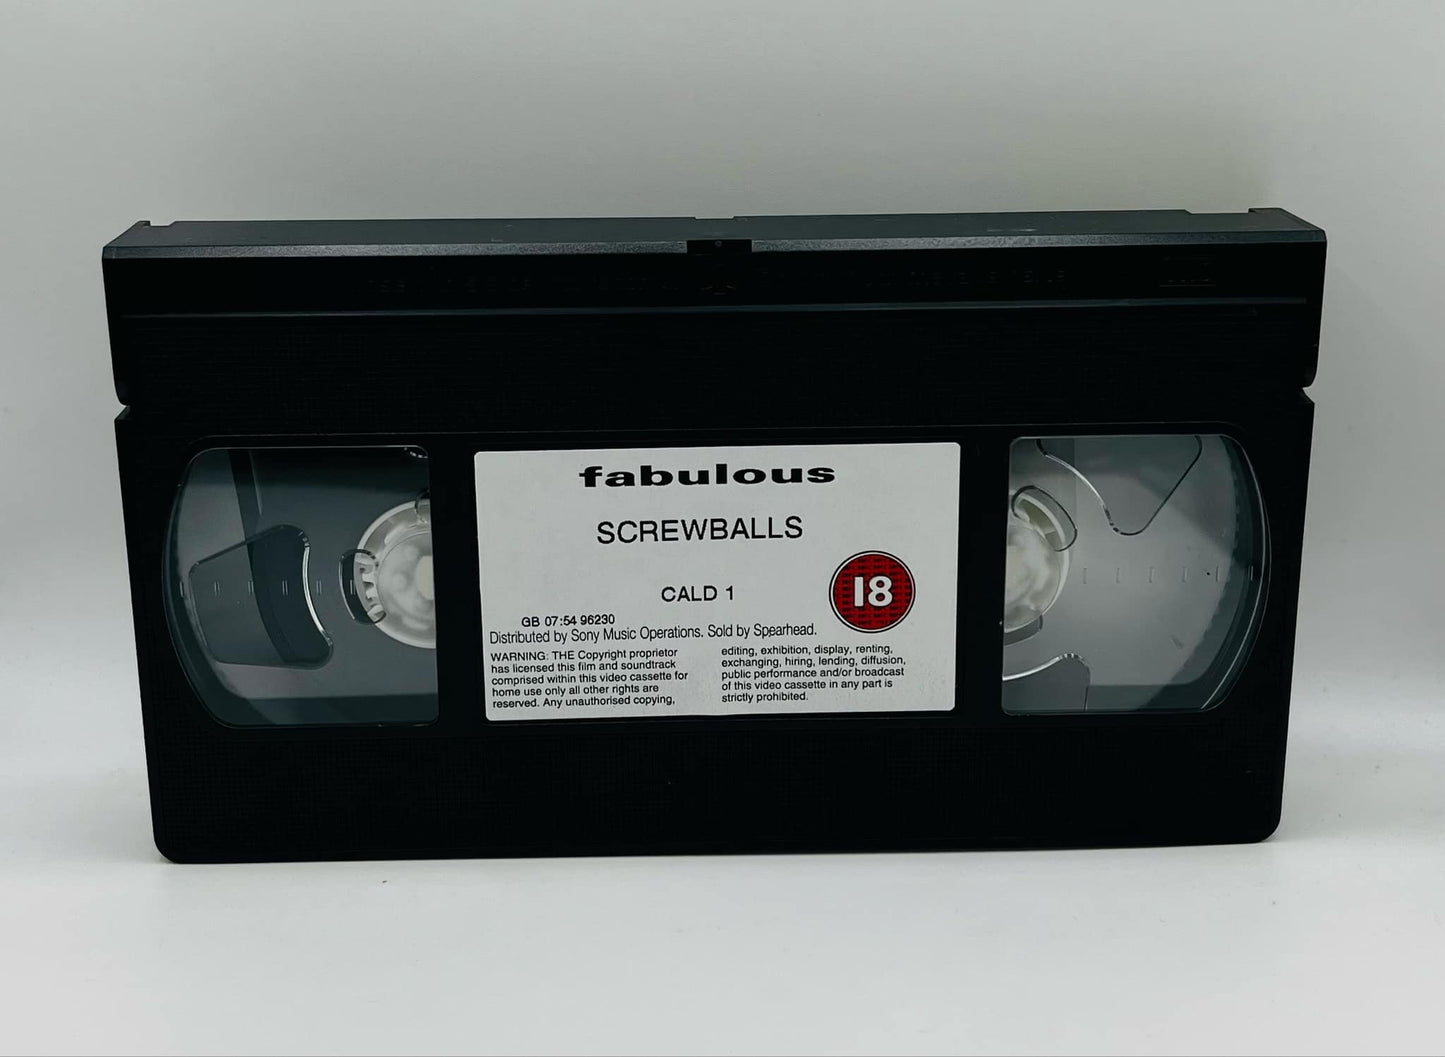 fabulous
SCREWBALLS
CALD 1
18
GB 07:54 96230
Distributed by Sony Music Operations. Sold by Spearhead.
WARNING: THE Copyright proprietor
has licensed this film and soundtrack
comprised within this video cassette for
home use only all other rights are
reserved. Any unauthorised copying,
editing, exhibition, display, renting,
exchanging, hiring, lending, diffusion,
public performance and/or broadcast
of this video cassette in any part is
strictly prohibited.